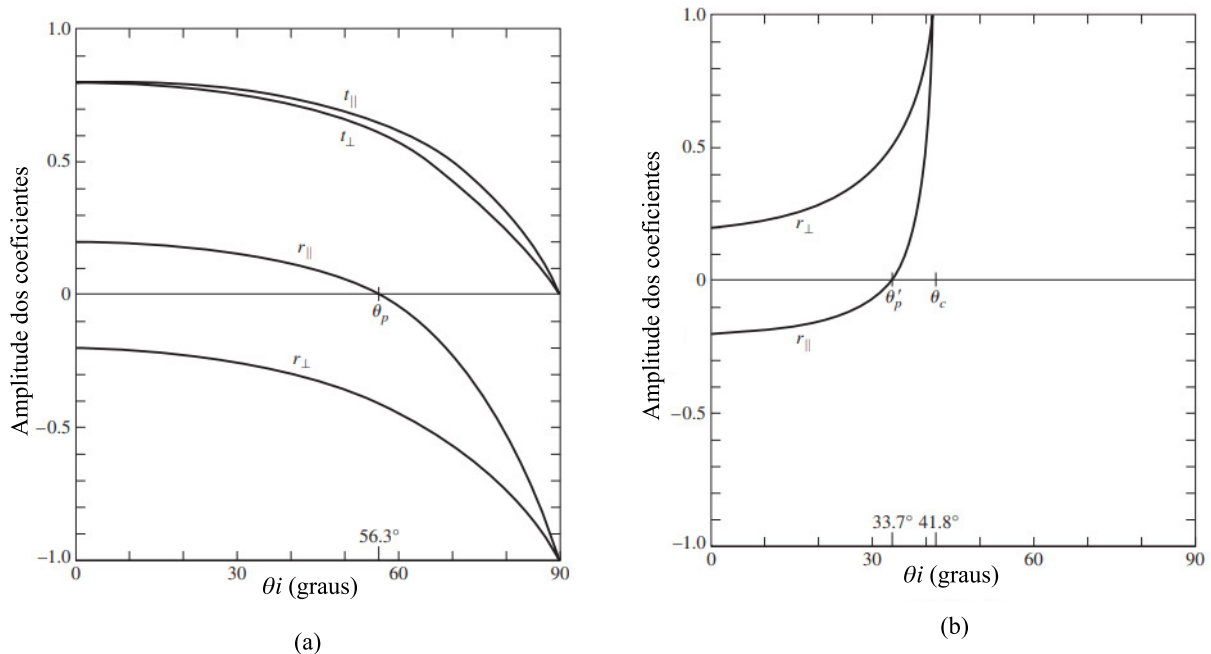 Amplitude dos coeficientes
1.0
0.5
0
−0.5
−1.0
t∥
t⊥
r∥
θp
r⊥
56.3°
0
30
60
90
θi (graus)
(a)
Amplitude dos coeficientes
1.0
0.5
0
−0.5
−1.0
r⊥
θp′
θc
r∥
33.7° 41.8°
0
30
60
90
θi (graus)
(b)